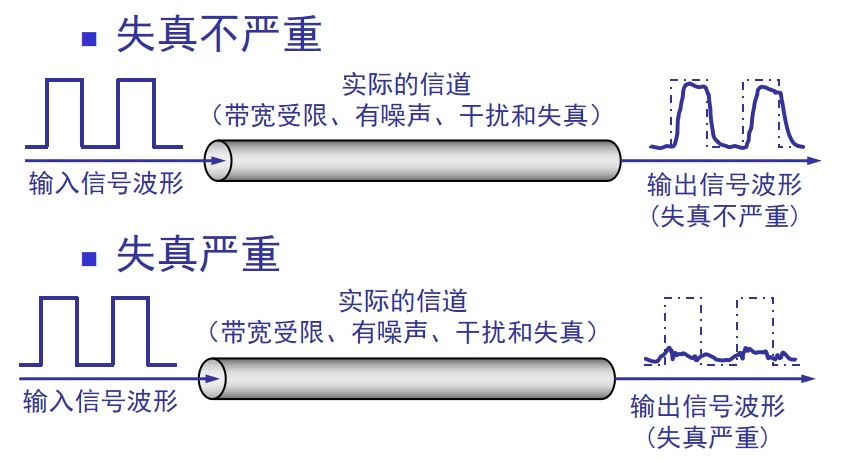 失真不严重
实际的信道
（带宽受限、有噪声、干扰和失真）
输入信号波形
输出信号波形
（失真不严重）
失真严重
实际的信道
（带宽受限、有噪声、干扰和失真）
输入信号波形
输出信号波形
（失真严重）